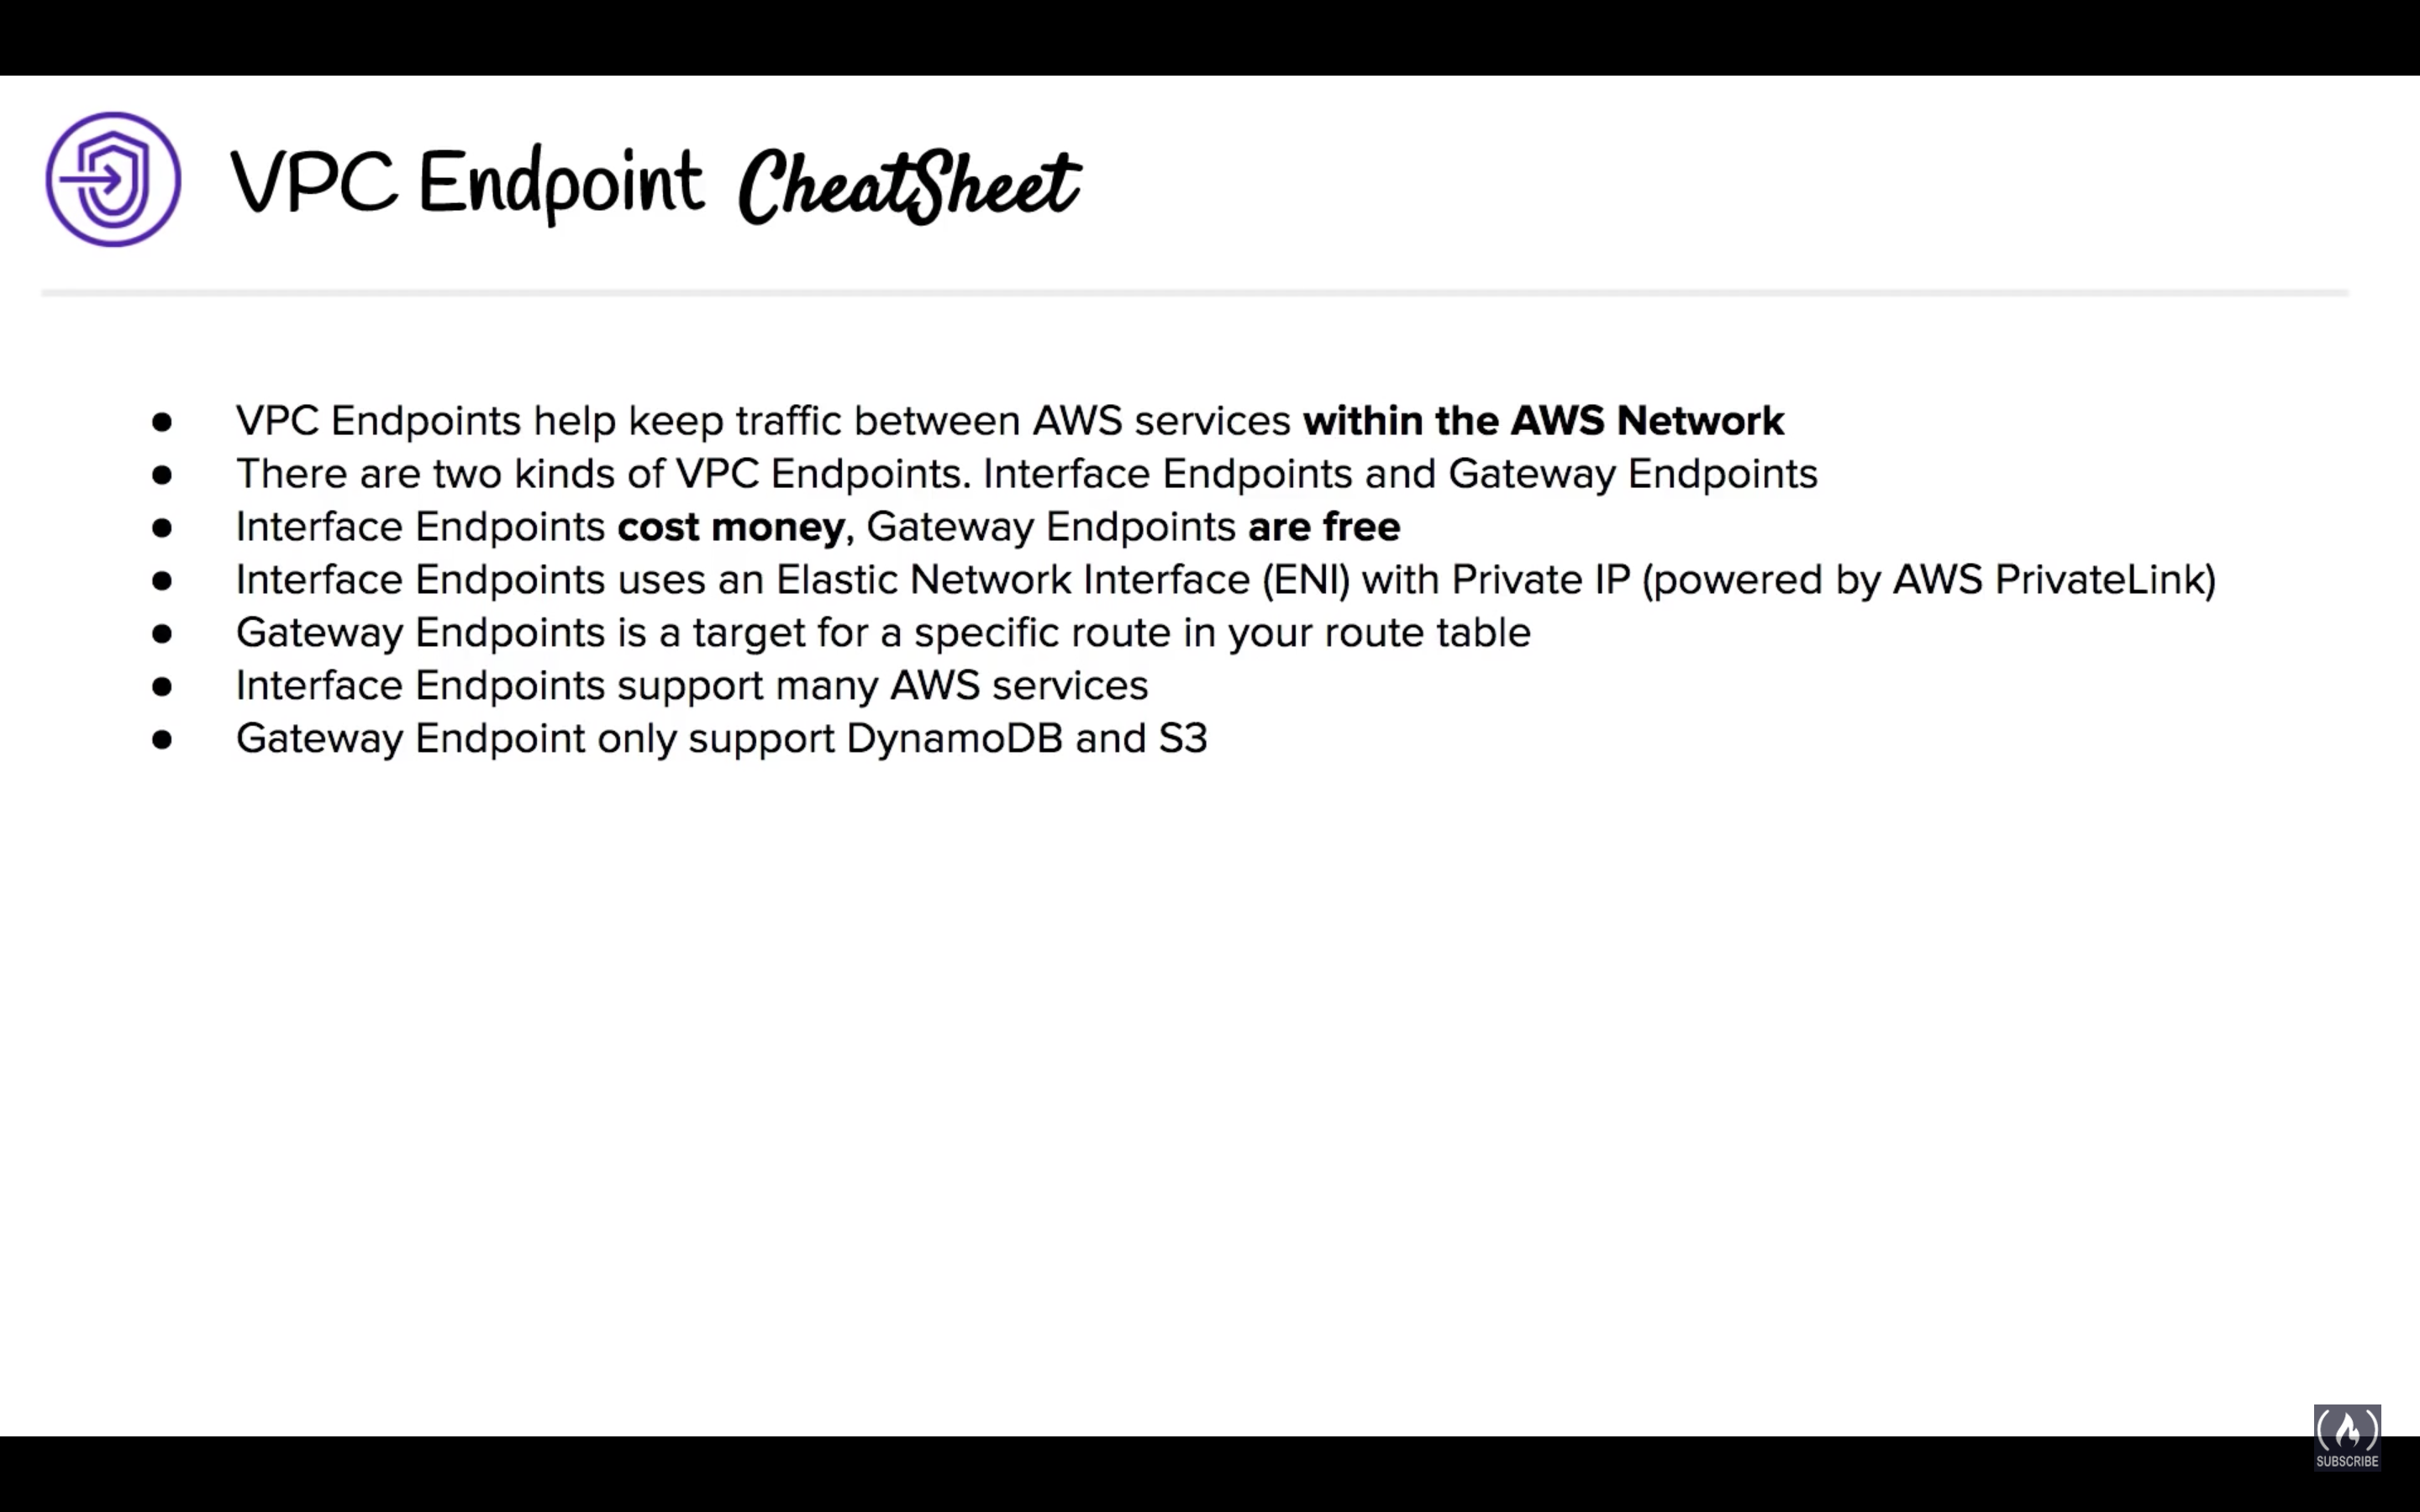 VPC Endpoint CheatSheet
● VPC Endpoints help keep traffic between AWS services within the AWS Network
● There are two kinds of VPC Endpoints. Interface Endpoints and Gateway Endpoints
● Interface Endpoints cost money, Gateway Endpoints are free
● Interface Endpoints uses an Elastic Network Interface (ENI) with Private IP (powered by AWS PrivateLink)
● Gateway Endpoints is a target for a specific route in your route table
● Interface Endpoints support many AWS services
● Gateway Endpoint only support DynamoDB and S3
SUBSCRIBE